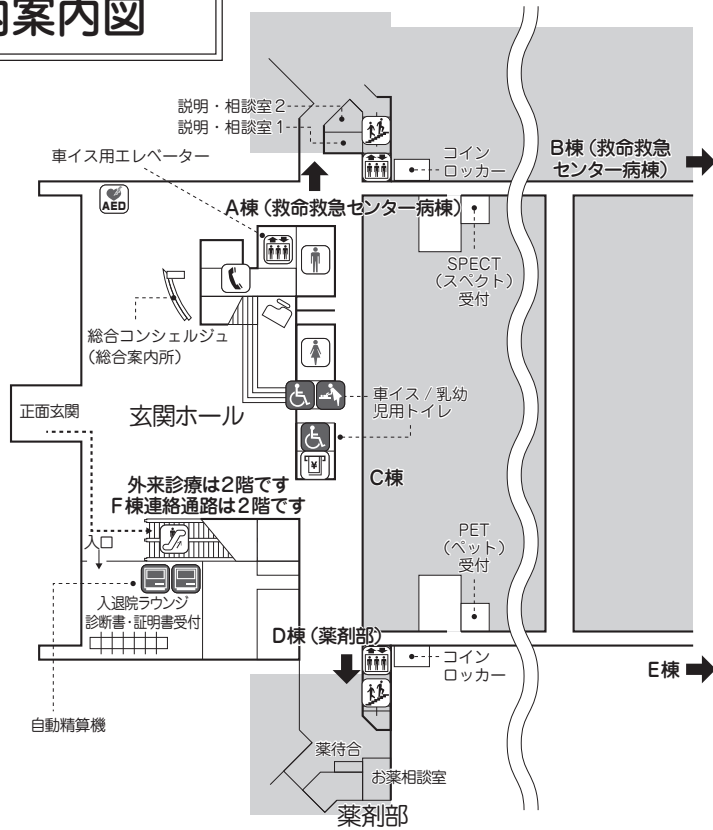 内案内図
説明・相談室2
説明・相談室1
車イス用エレベーター
コイン
ロッカー
B棟(救命救急
センター病棟)
AED
A棟(救命救急センター病棟)
SPECT
(スペクト)
受付
総合コンシェルジュ
(総合案内所)
正面玄関
玄関ホール
車イス/乳幼
児用トイレ
¥
C棟
外来診療は2階です
F棟連絡通路は2階です
入口
PET
(ペット)
受付
入退院ラウンジ
診断書・証明書受付
D棟(薬剤部)
コイン
ロッカー
E棟
自動精算機
薬待合
お薬相談室
薬剤部